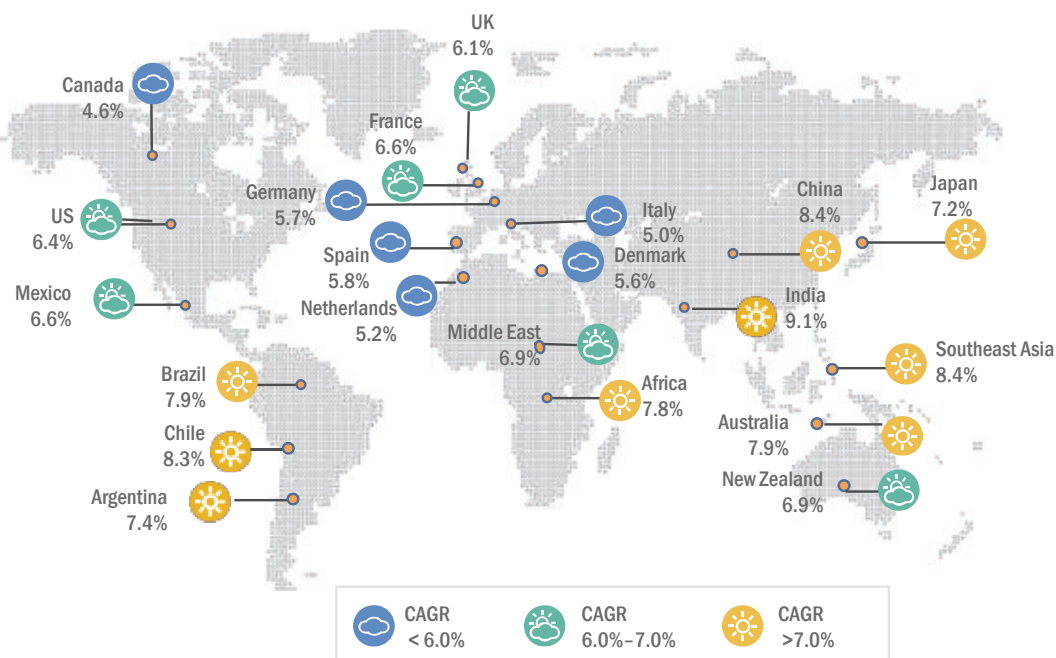 UK
6.1%
Canada
4.6%
France
6.6%
Germany
5.7%
US
6.4%
Italy
5.0%
China
8.4%
Japan
7.2%
Spain
5.8%
Denmark
5.6%
Mexico
6.6%
Netherlands
5.2%
India
9.1%
Middle East
6.9%
Southeast Asia
8.4%
Brazil
7.9%
Africa
7.8%
Australia
7.9%
Chile
8.3%
New Zealand
6.9%
Argentina
7.4%
CAGR
< 6.0%
CAGR
6.0%–7.0%
CAGR
>7.0%